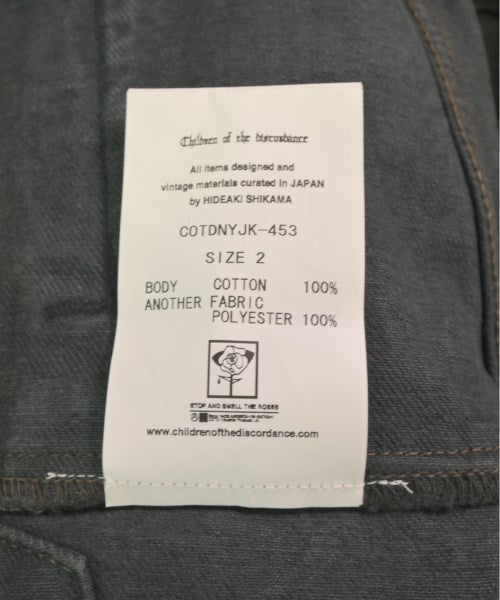 Children of the Discordance
All items designed and
vintage materials curated in JAPAN
by HIDEAKI SHIKAMA
COTDNYJK-453
SIZE 2
BODY COTTON 100%
ANOTHER FABRIC
POLYESTER 100%
STOP AND SMELL THE ROSES
www.childrenofthediscordance.com